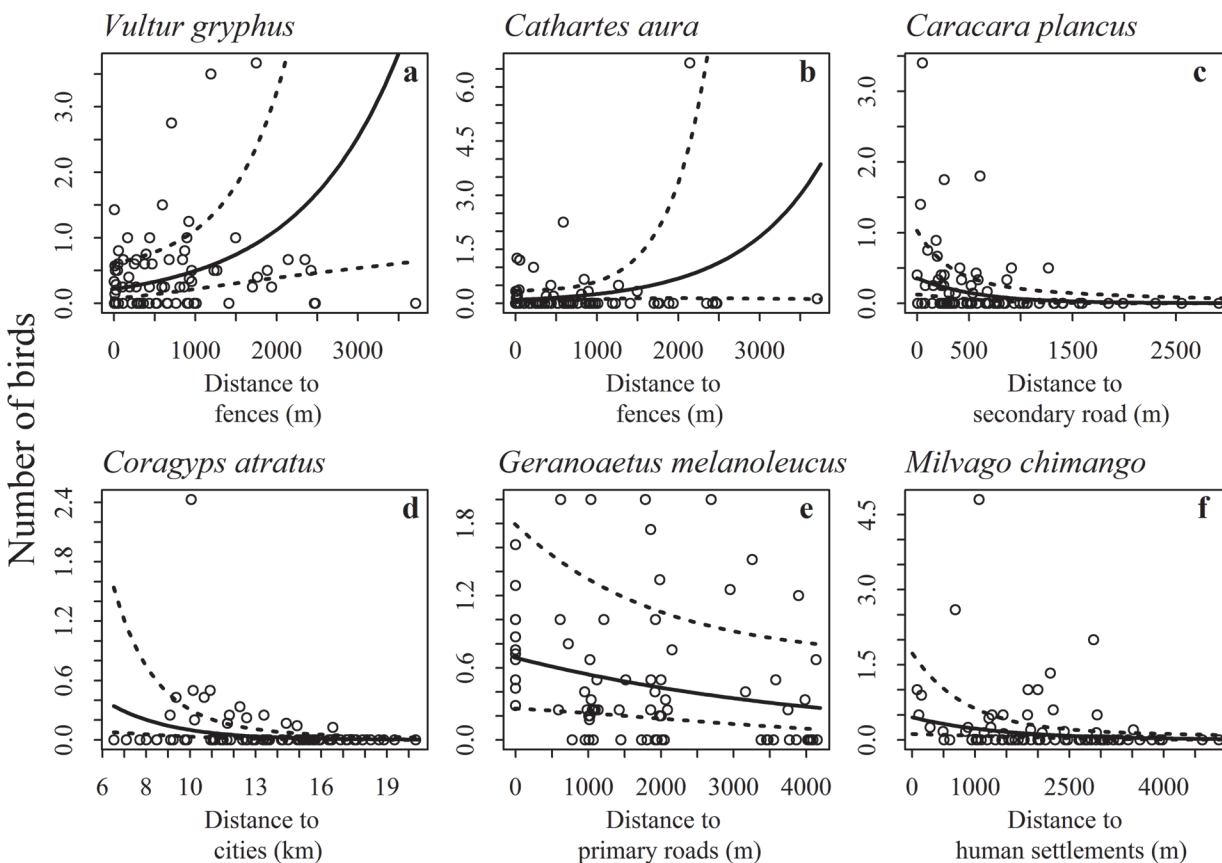 Vultur gryphus
Cathartes aura
Caracara plancus
a
b
c
0.0 1.0 2.0 3.0
0.0 1.5 3.0 4.5 6.0
0.0 1.0 2.0 3.0
0 1000 2000 3000
0 1000 2000 3000
0 500 1500 2500
Distance to
fences (m)
Distance to
fences (m)
Distance to
secondary road (m)
Number of birds
Coragyps atratus
Geranoaetus melanoleucus
Milvago chimango
d
e
f
0.0 0.6 1.2 1.8 2.4
0.0 0.6 1.2 1.8
0.0 1.5 3.0 4.5
6 8 10 13 16 19
0 1000 2000 3000 4000
0 1000 2500 4000
Distance to
cities (km)
Distance to
primary roads (m)
Distance to
human settlements (m)